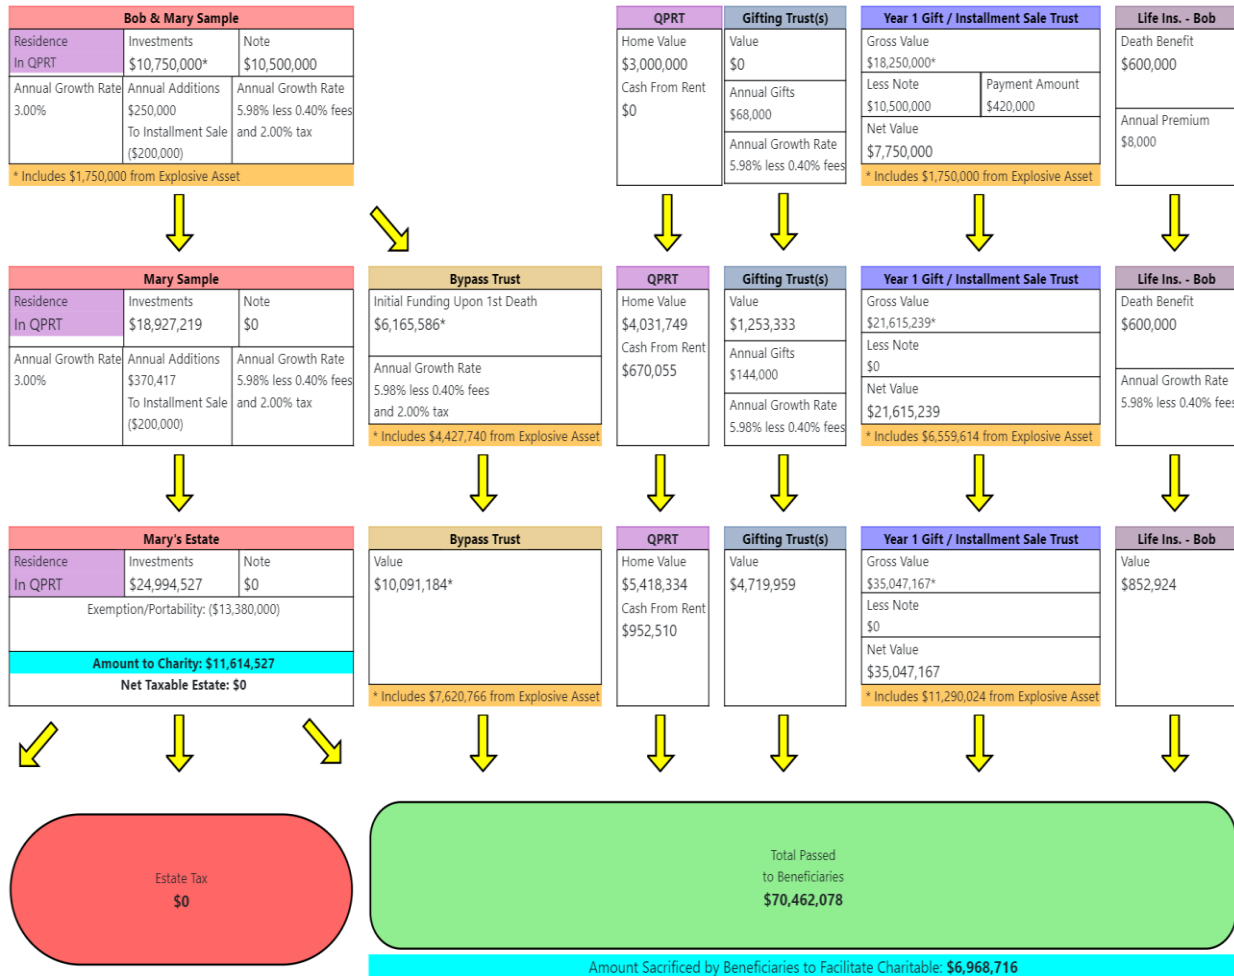 Bob & Mary Sample
Residence
In QPRT
Investments
$10,750,000*
Note
$10,500,000
Annual Growth Rate
3.00%
Annual Additions
$250,000
To Installment Sale
($200,000)
Annual Growth Rate
5.98% less 0.40% fees
and 2.00% tax
* Includes $1,750,000 from Explosive Asset
QPRT
Home Value
$3,000,000
Cash From Rent
$0
Gifting Trust(s)
Value
$0
Annual Gifts
$68,000
Annual Growth Rate
5.98% less 0.40% fees
Year 1 Gift / Installment Sale Trust
Gross Value
$18,250,000*
Less Note
$10,500,000
Payment Amount
$420,000
Net Value
$7,750,000
* Includes $1,750,000 from Explosive Asset
Life Ins. - Bob
Death Benefit
$600,000
Annual Premium
$8,000
Mary Sample
Residence
In QPRT
Investments
$18,927,219
Note
$0
Annual Growth Rate
3.00%
Annual Additions
$370,417
To Installment Sale
($200,000)
Annual Growth Rate
5.98% less 0.40% fees
and 2.00% tax
Bypass Trust
Initial Funding Upon 1st Death
$6,165,586*
Annual Growth Rate
5.98% less 0.40% fees
and 2.00% tax
* Includes $4,427,740 from Explosive Asset
QPRT
Home Value
$4,031,749
Cash From Rent
$670,055
Gifting Trust(s)
Value
$1,253,333
Annual Gifts
$144,000
Annual Growth Rate
5.98% less 0.40% fees
Year 1 Gift / Installment Sale Trust
Gross Value
$21,615,239*
Less Note
$0
Net Value
$21,615,239
* Includes $6,559,614 from Explosive Asset
Life Ins. - Bob
Death Benefit
$600,000
Annual Growth Rate
5.98% less 0.40% fees
Mary's Estate
Residence
In QPRT
Investments
$24,994,527
Note
$0
Exemption/Portability: ($13,380,000)
Amount to Charity: $11,614,527
Net Taxable Estate: $0
Bypass Trust
Value
$10,091,184*
* Includes $7,620,766 from Explosive Asset
QPRT
Home Value
$5,418,334
Cash From Rent
$952,510
Gifting Trust(s)
Value
$4,719,959
Year 1 Gift / Installment Sale Trust
Gross Value
$35,047,167*
Less Note
$0
Net Value
$35,047,167
* Includes $11,290,024 from Explosive Asset
Life Ins. - Bob
Value
$852,924
Estate Tax
$0
Total Passed
to Beneficiaries
$70,462,078
Amount Sacrificed by Beneficiaries to Facilitate Charitable: $6,968,716